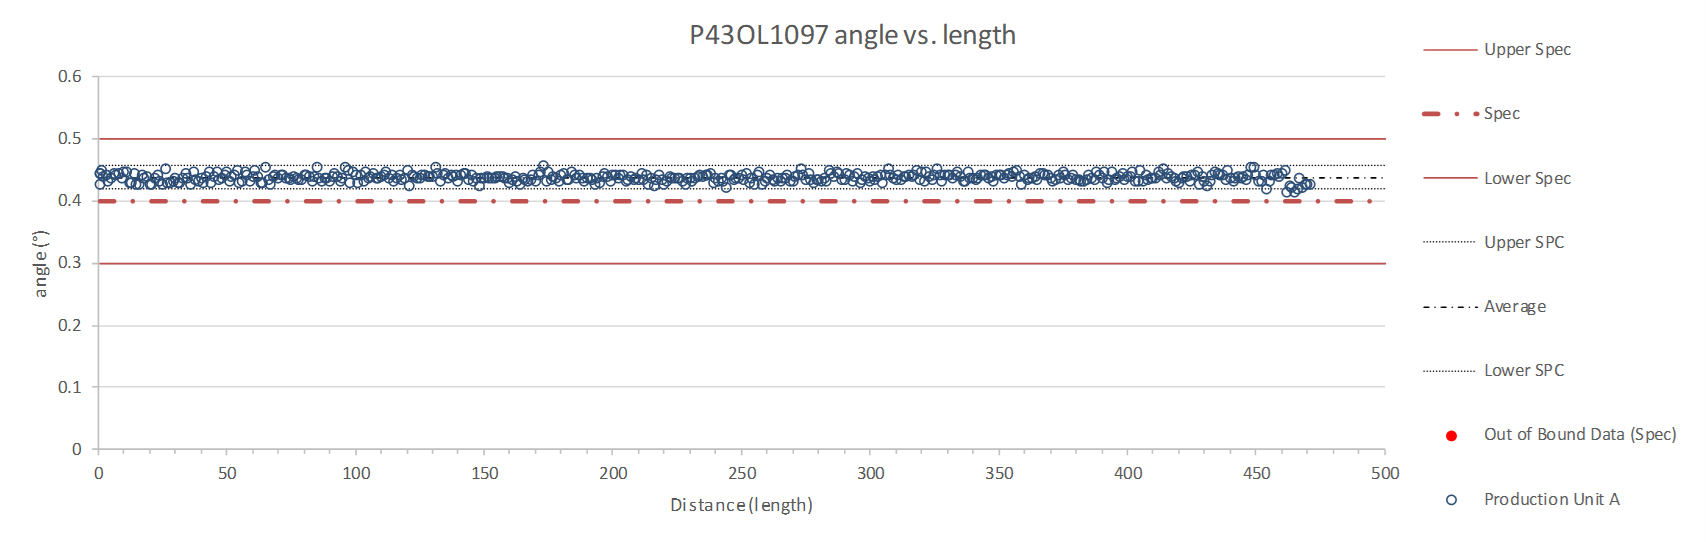 P43OL1097 angle vs. length
Upper Spec
Spec
Lower Spec
Upper SPC
Average
Lower SPC
Out of Bound Data (Spec)
Production Unit A
angle (°)
0.6
0.5
0.4
0.3
0.2
0.1
0
0 50 100 150 200 250 300 350 400 450 500
Distance (length)